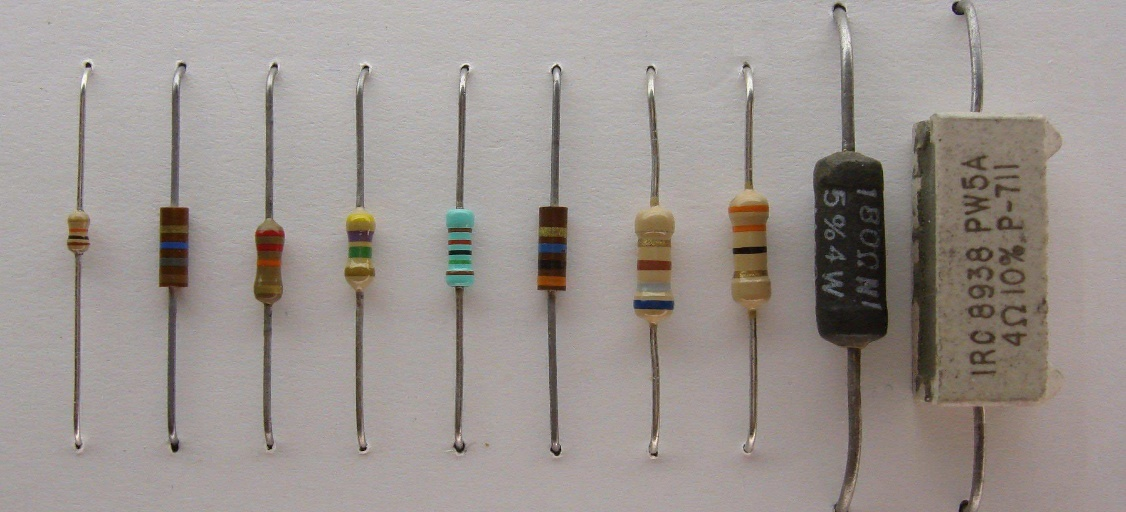 180Ω NI
5% 4W
IRC 8938 PW5A
4Ω 10% P-711